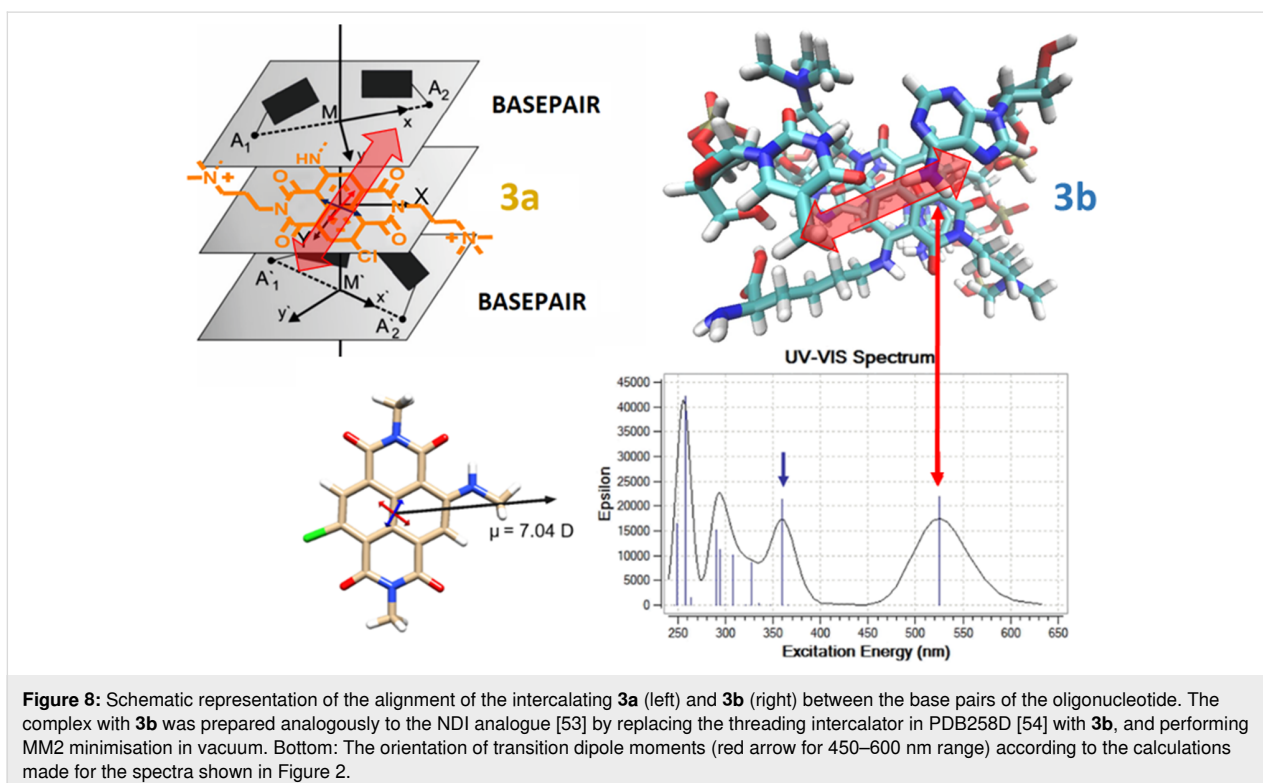 A₁
M
A₂
x
y
BASEPAIR
N+
HN
O
O
N
N
X
Y
O
O
Cl
N
+
3a
A`₁
M`
x`
y`
A`₂
BASEPAIR
3b
μ = 7.04 D
UV-VIS Spectrum
Epsilon
45000
40000
35000
30000
25000
20000
15000
10000
5000
0
250 300 350 400 450 500 550 600 650
Excitation Energy (nm)
Figure 8: Schematic representation of the alignment of the intercalating 3a (left) and 3b (right) between the base pairs of the oligonucleotide. The
complex with 3b was prepared analogously to the NDI analogue [53] by replacing the threading intercalator in PDB258D [54] with 3b, and performing
MM2 minimisation in vacuum. Bottom: The orientation of transition dipole moments (red arrow for 450–600 nm range) according to the calculations
made for the spectra shown in Figure 2.